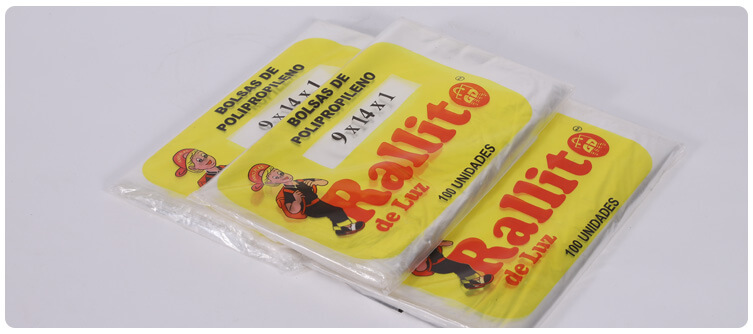 BOLSAS DE
POLIPROPILENO
9 x 14 x 1
BOLSAS DE
POLIPROPILENO
9 x 14 x 1
Rallito
de Luz
100 UNIDADES
Rallito
de Luz
100 UNIDADES